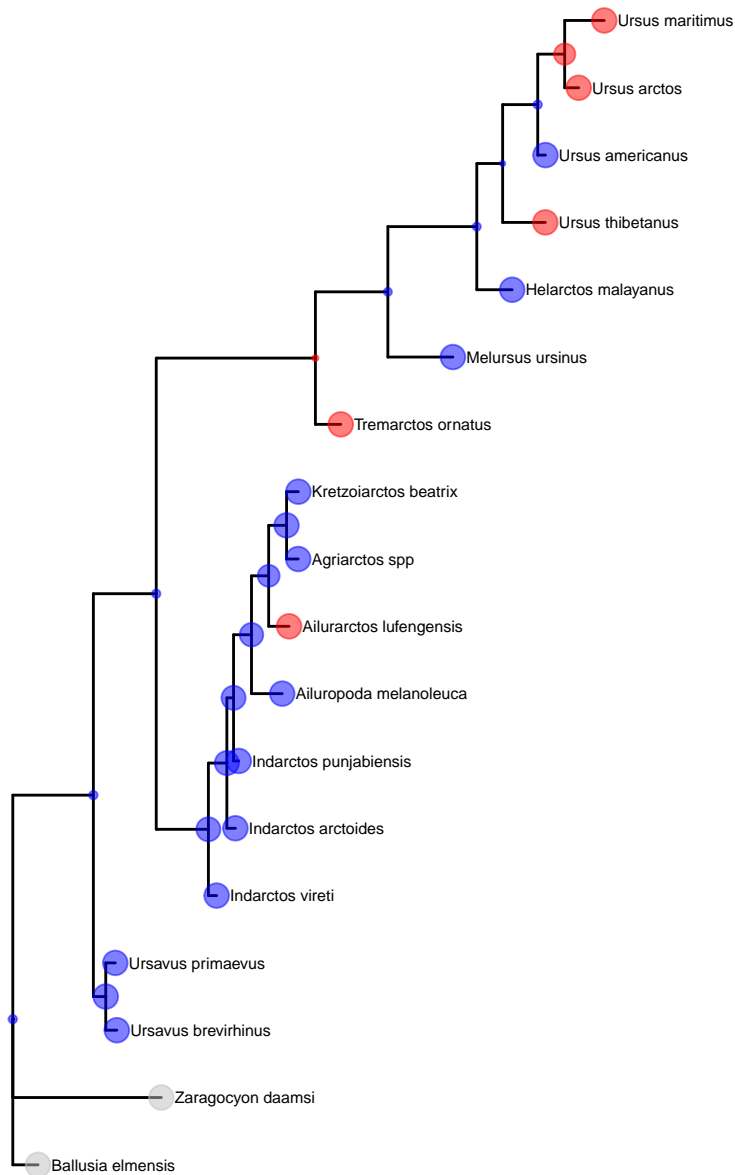 Ursus maritimus
Ursus arctos
Ursus americanus
Ursus thibetanus
Helarctos malayanus
Melursus ursinus
Tremarctos ornatus
Kretzoiarctos beatrix
Agriarctos spp
Ailurarctos lufengensis
Ailuropoda melanoleuca
Indarctos punjabiensis
Indarctos arctoides
Indarctos vireti
Ursavus primaevus
Ursavus brevirhinus
Zaragocyon daamsi
Ballusia elmensis